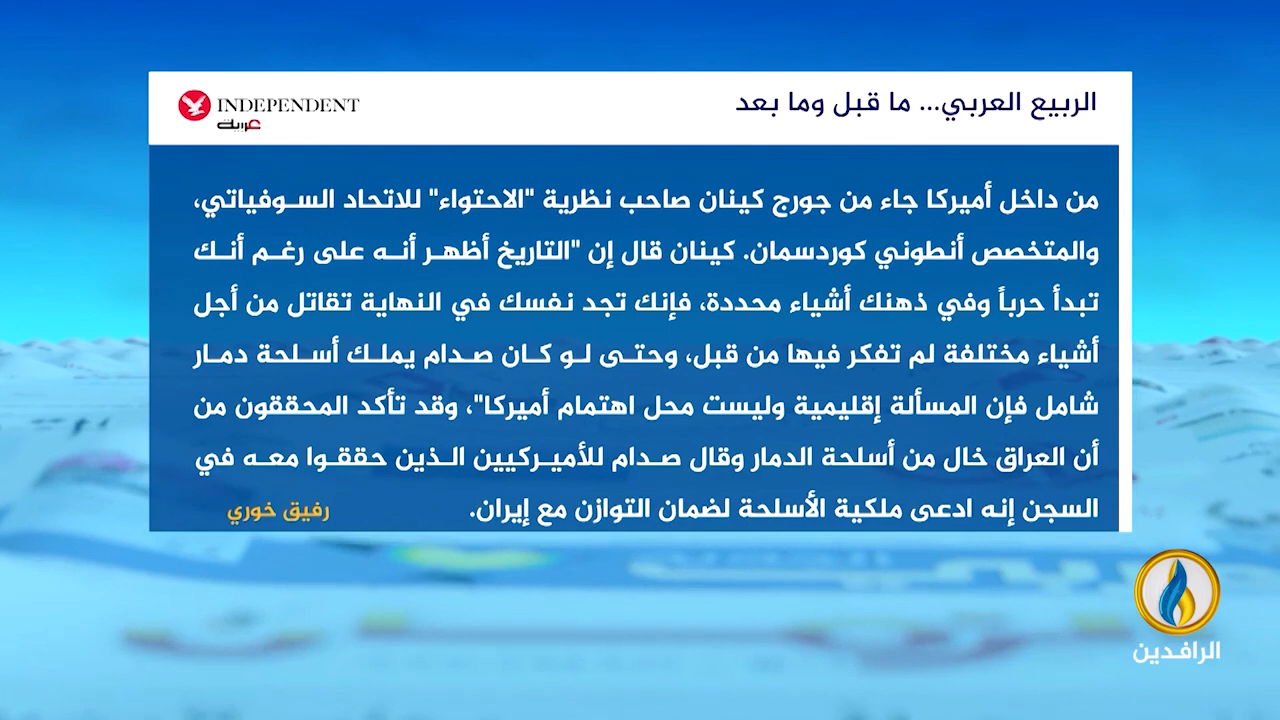 الربيع العربي... ما قبل وما بعد
INDEPENDENT
عربية
من داخل أميركا جاء من جورج كينان صاحب نظرية "الاحتواء" للاتحاد السوفياتي،
والمتخصص أنطوني كوردسمان. كينان قال إن "التاريخ أظهر أنه على رغم أنك
تبدأ حرباً وفي ذهنك أشياء محددة، فإنك تجد نفسك في النهاية تقاتل من أجل
أشياء مختلفة لم تفكر فيها من قبل، وحتى لو كان صدام يملك أسلحة دمار
شامل فإن المسألة إقليمية وليست محل اهتمام أميركا"، وقد تأكد المحققون من
أن العراق خال من أسلحة الدمار وقال صدام للأميركيين الذين حققوا معه في
السجن إنه ادعى ملكية الأسلحة لضمان التوازن مع إيران.
رفيق خوري
الرافدين